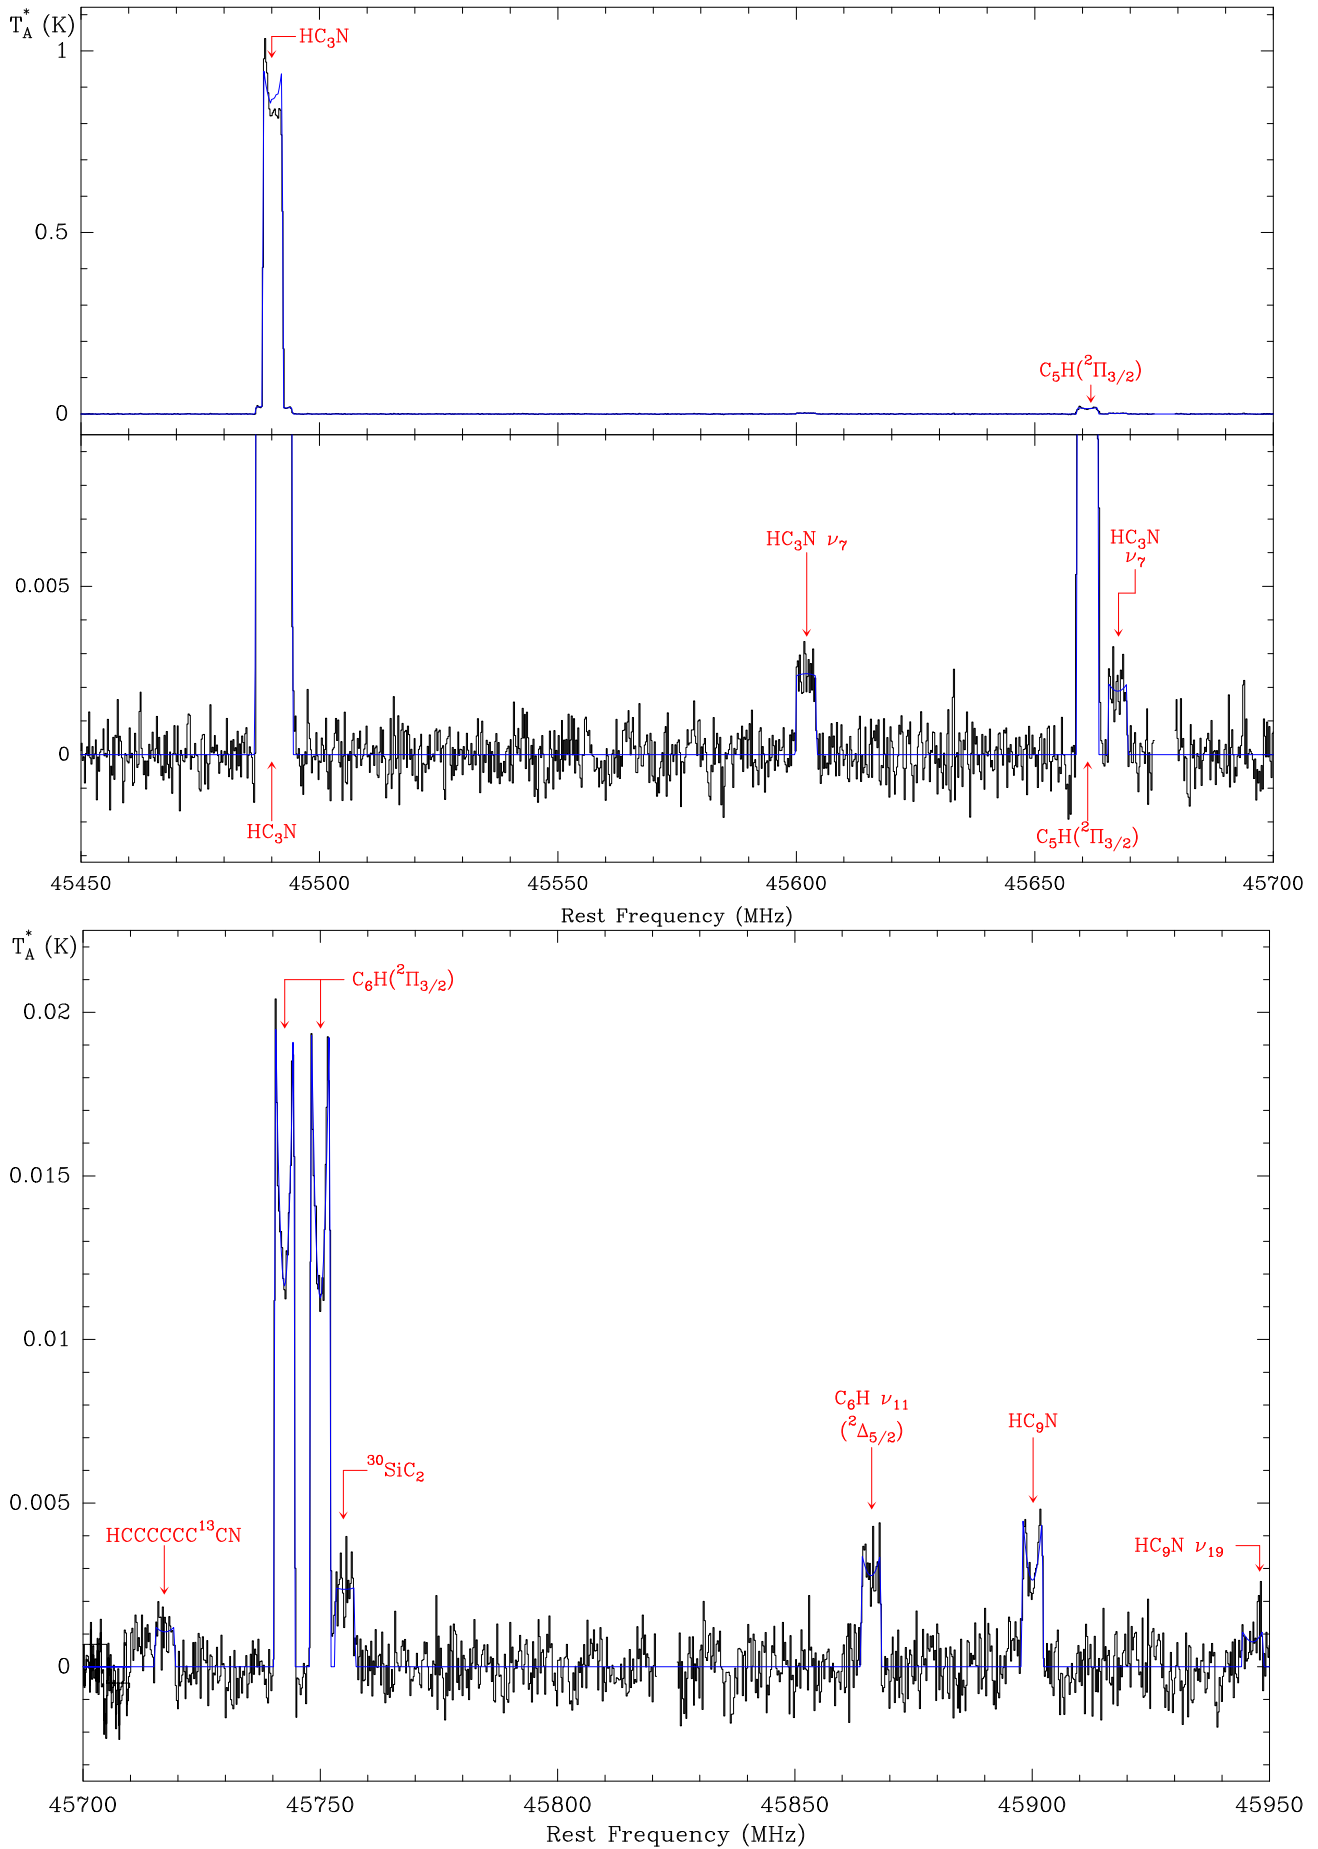 T*A (K)
HC3N
1
0.5
C5H(²Π3/2)
0
HC3N ν7
HC3N
ν7
0.005
0
HC3N
C5H(²Π3/2)
45450 45500 45550 45600 45650 45700
Rest Frequency (MHz)
T*A (K)
C6H(²Π3/2)
0.02
0.015
0.01
C6H ν11
(²Δ5/2)
HC9N
³⁰SiC2
0.005
HCCCCCC¹³CN
HC9N ν19
0
45700 45750 45800 45850 45900 45950
Rest Frequency (MHz)